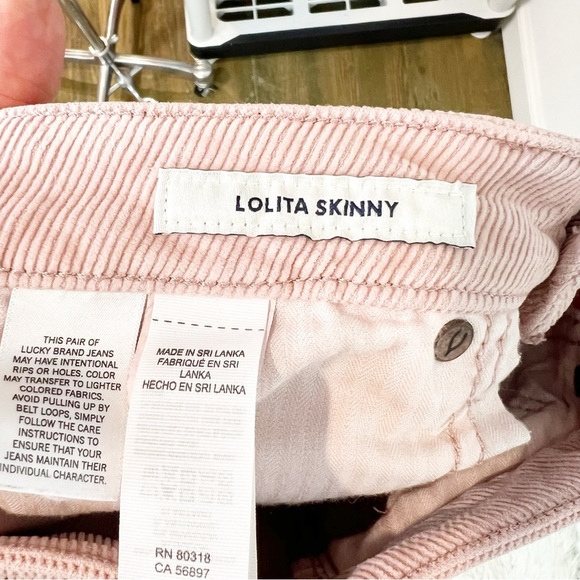 LOLITA SKINNY
THIS PAIR OF
LUCKY BRAND JEANS
MAY HAVE INTENTIONAL
RIPS OR HOLES. COLOR
MAY TRANSFER TO LIGHTER
COLORED FABRICS.
AVOID PULLING UP BY
BELT LOOPS, SIMPLY
FOLLOW THE CARE
INSTRUCTIONS TO
ENSURE THAT YOUR
JEANS MAINTAIN THEIR
INDIVIDUAL CHARACTER.
MADE IN SRI LANKA
FABRIQUÉ EN SRI
LANKA
HECHO EN SRI LANKA
RN 80318
CA 56897